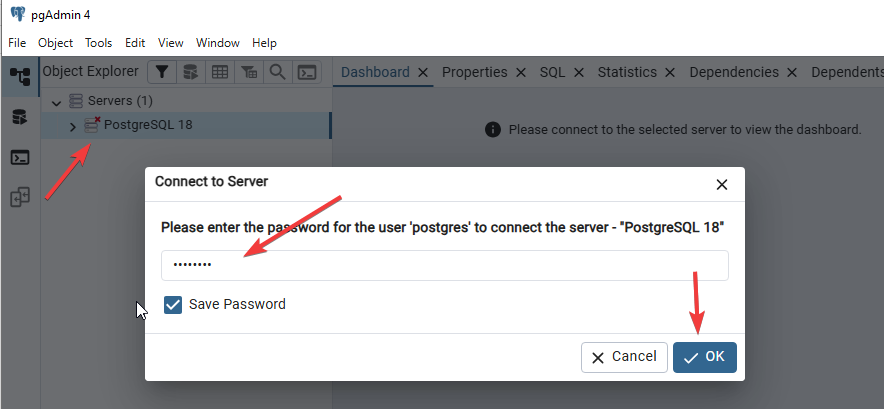 pgAdmin 4
File Object Tools Edit View Window Help
Object Explorer
Dashboard Properties SQL Statistics Dependencies Dependents
Servers (1)
PostgreSQL 18
Please connect to the selected server to view the dashboard.
Connect to Server
Please enter the password for the user 'postgres' to connect the server - "PostgreSQL 18"
••••••••
Save Password
Cancel OK